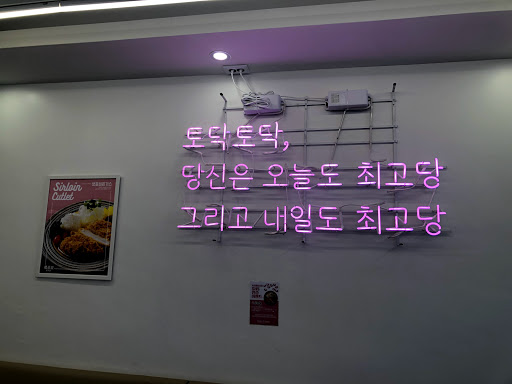 토닥토닥,
당신은 오늘도 최고당
그리고 내일도 최고당
Sirloin
Cutlet